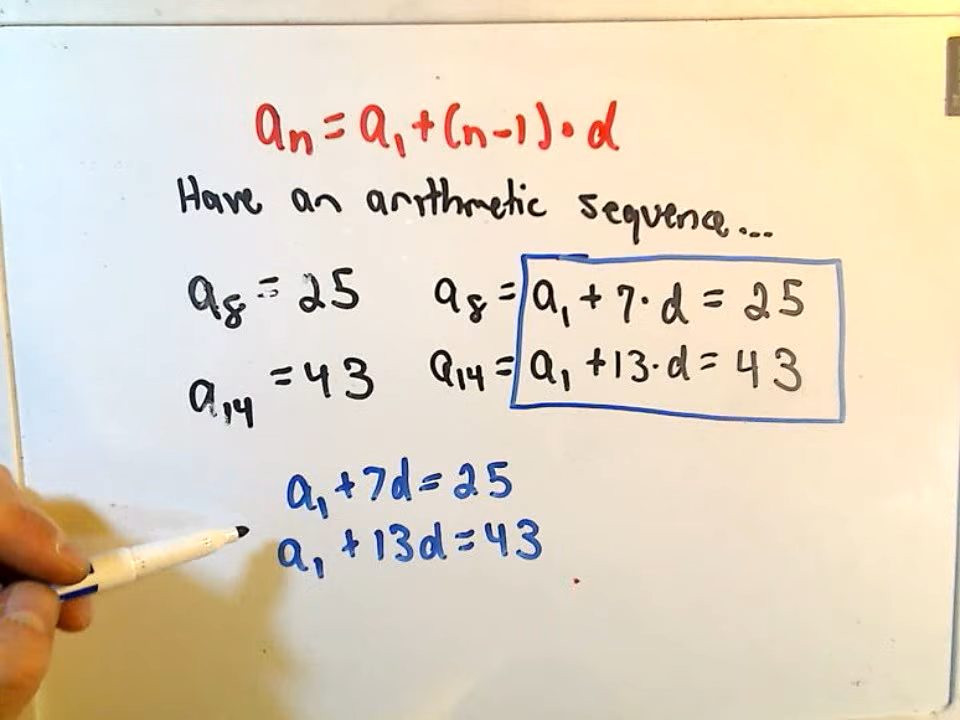 aₙ = a₁ + (n-1) • d
Have an arithmetic sequence...
a₈ = 25 a₈ = a₁ + 7 · d = 25
a₁₄ = 43 a₁₄ = a₁ + 13 · d = 43
a₁ + 7d = 25
a₁ + 13d = 43